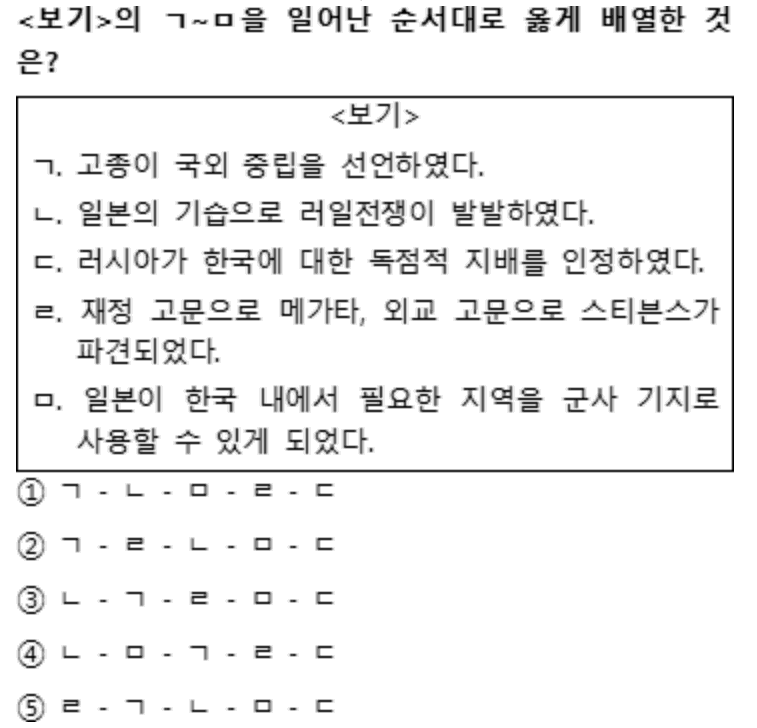 <보기>의 ㄱ~ㅁ을 일어난 순서대로 옳게 배열한 것
은?
<보기>
ㄱ. 고종이 국외 중립을 선언하였다.
ㄴ. 일본의 기습으로 러일전쟁이 발발하였다.
ㄷ. 러시아가 한국에 대한 독점적 지배를 인정하였다.
ㄹ. 재정 고문으로 메가타, 외교 고문으로 스티븐스가
파견되었다.
ㅁ. 일본이 한국 내에서 필요한 지역을 군사 기지로
사용할 수 있게 되었다.
① ㄱ - ㄴ - ㅁ - ㄹ - ㄷ
② ㄱ - ㄹ - ㄴ - ㅁ - ㄷ
③ ㄴ - ㄱ - ㄹ - ㅁ - ㄷ
④ ㄴ - ㅁ - ㄱ - ㄹ - ㄷ
⑤ ㄹ - ㄱ - ㄴ - ㅁ - ㄷ